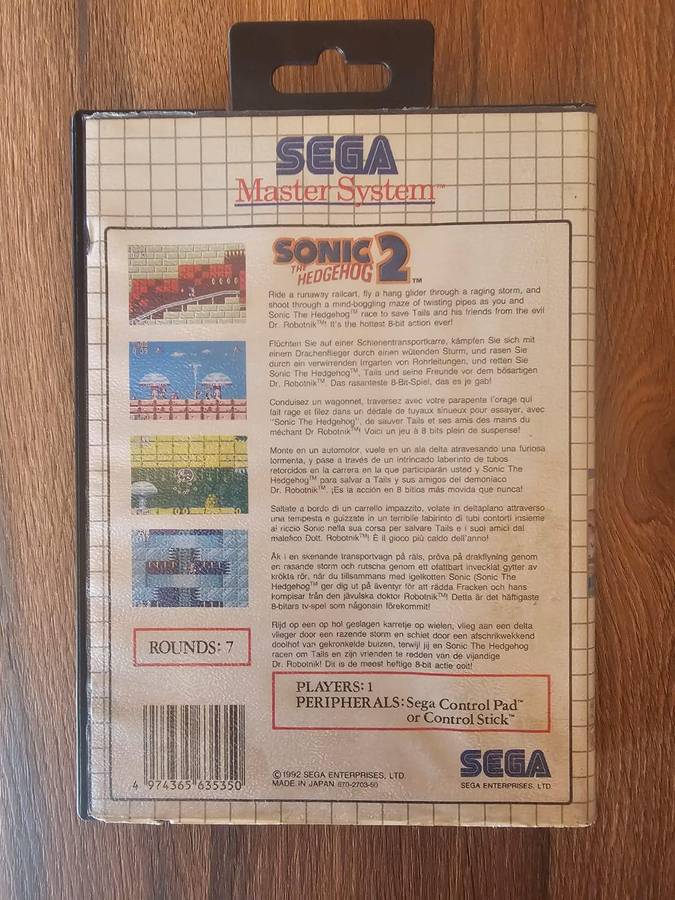 SEGA
Master System™
SONIC
THE
HEDGEHOG 2™
Ride a runaway railcart, fly a hang glider through a raging storm, and
shoot through a mind-boggling maze of twisting pipes as you and
Sonic The Hedgehog™ race to save Tails and his friends from the evil
Dr. Robotnik™! It's the hottest 8-bit action ever!
Flüchten Sie auf einer Schienentransportkarre, kämpfen Sie sich mit
einem Drachenflieger durch einen wütenden Sturm, und rasen Sie
durch ein verwirrenden Irrgarten von Rohrleitungen, und retten Sie
Sonic The Hedgehog™, Tails und seine Freunde vor dem bösartigen
Dr. Robotnik™. Das rasanteste 8-Bit-Spiel, das es je gab!
Conduisez un wagonnet, traversez avec votre parapente l'orage qui
fait rage et filez dans un dédale de tuyaux sinueux pour essayer, avec
"Sonic The Hedgehog", de sauver Tails et ses amis des mains du
méchant Dr Robotnik™! Voici un jeu à 8 bits plein de suspense!
Monte en un automotor, vuele en un ala delta atravesando una furiosa
tormenta, y pase a través de un intrincado laberinto de tubos
retorcidos en la carrera en la que participarán usted y Sonic The
Hedgehog™ para salvar a Tails y sus amigos del demoníaco
Dr. Robotnik™. ¡Es la acción en 8 bitios más movida que nunca!
Saltate a bordo di un carrello impazzito, volate in deltaplano attraverso
una tempesta e guizzate in un terribile labirinto di tubi contorti insieme
al riccio Sonic nella sua corsa per salvare Tails e i suoi amici dal
malefico Dott. Robotnik™! È il gioco più caldo dell'anno!
Åk i en skenande transportvagn på räls, pröva på drakflyning genom
en rasande storm och rutscha genom ett ofattbart invecklat gytter av
krökta rör, när du tillsammans med igelkotten Sonic (Sonic The
Hedgehog™ ger dig ut på äventyr för att rädda Fracken och hans
kompisar från den jävulska doktor Robotnik™! Detta är det häftigaste
8-bitars tv-spel som någonsin förekommit!
Rijd op een op hol geslagen karretje op wielen, vlieg aan een delta
vlieger door een razende storm en schiet door een afschrikwekkend
doolhof van gekronkelde buizen, terwijl jij en Sonic The Hedgehog
racen om Tails en zijn vrienden te redden van de vijandige
Dr. Robotnik! Dit is de meest heftige 8-bit actie ooit!
ROUNDS: 7
PLAYERS: 1
PERIPHERALS: Sega Control Pad™
or Control Stick™
4 974365 635350
©1992 SEGA ENTERPRISES, LTD.
MADE IN JAPAN 670-2703-50
SEGA
SEGA ENTERPRISES, LTD.